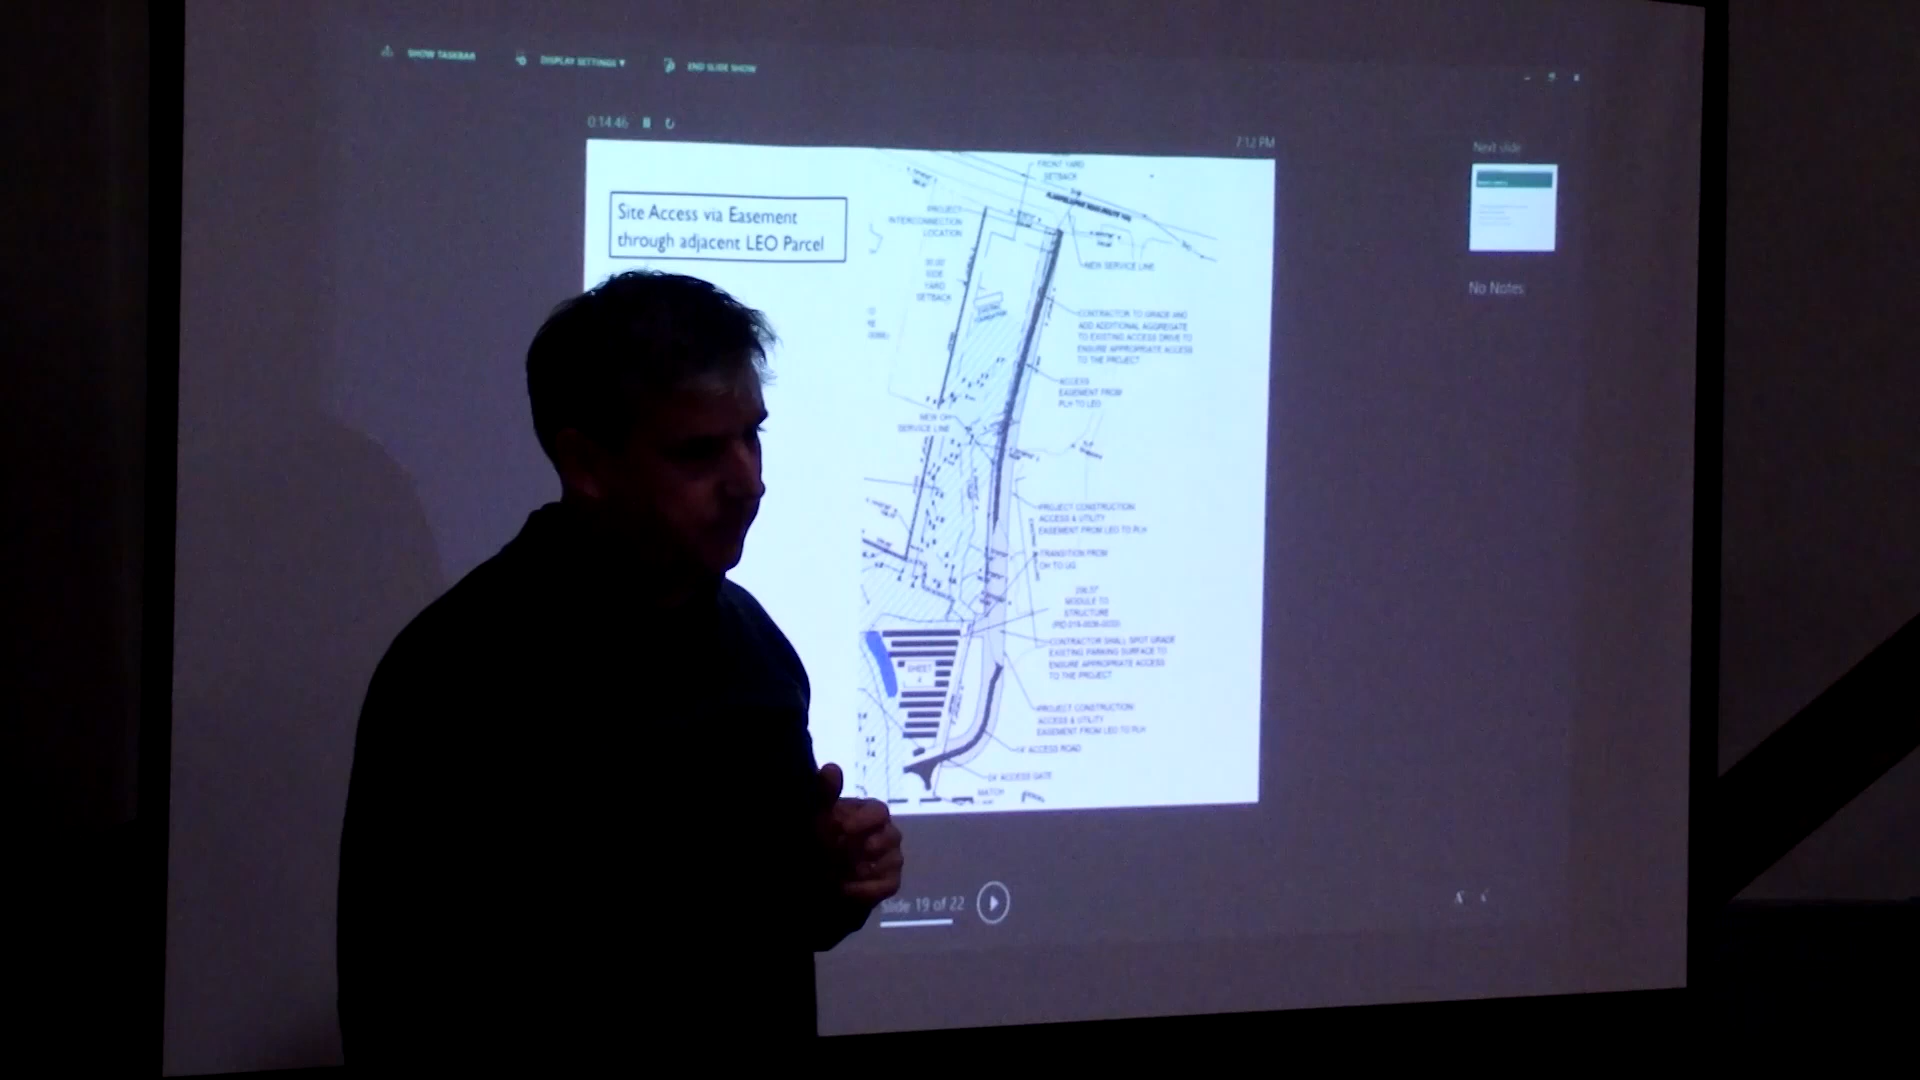 SHOW TASKBAR
DISPLAY SETTINGS ▼
END SLIDE SHOW
0:14:46
7:12 PM
Next slide
No Notes
Site Access via Easement
through adjacent LEO Parcel
FRONT YARD
SETBACK
PROJECT
INTERCONNECTION
LOCATION
SIDE
YARD
SETBACK
NEW SERVICE LINE
CONTRACTOR TO GRADE AND
ADD ADDITIONAL AGGREGATE
TO EXISTING ACCESS DRIVE TO
ENSURE APPROPRIATE ACCESS
TO THE PROJECT
ACCESS
EASEMENT FROM
PLH TO LEO
NEW OH
SERVICE LINE
PROJECT CONSTRUCTION
ACCESS & UTILITY
EASEMENT FROM LEO TO PLH
TRANSITION FROM
OH TO UG
MODULE TO
STRUCTURE
CONTRACTOR SHALL SPOT GRADE
EXISTING PARKING SURFACE TO
ENSURE APPROPRIATE ACCESS
TO THE PROJECT
SHEET
4
PROJECT CONSTRUCTION
ACCESS & UTILITY
EASEMENT FROM LEO TO PLH
ACCESS ROAD
ACCESS GATE
MATCH
Slide 19 of 22